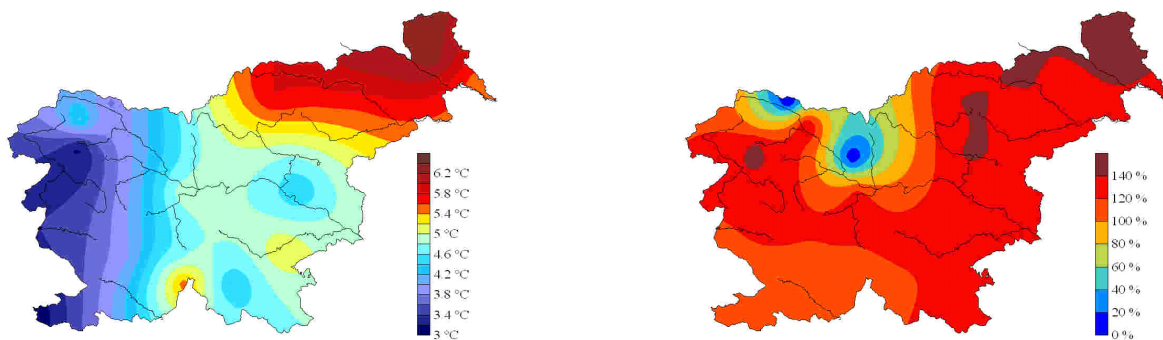 6.2 °C
5.8 °C
5.4 °C
5 °C
4.6 °C
4.2 °C
3.8 °C
3.4 °C
3 °C
140 %
120 %
100 %
80 %
60 %
40 %
20 %
0 %